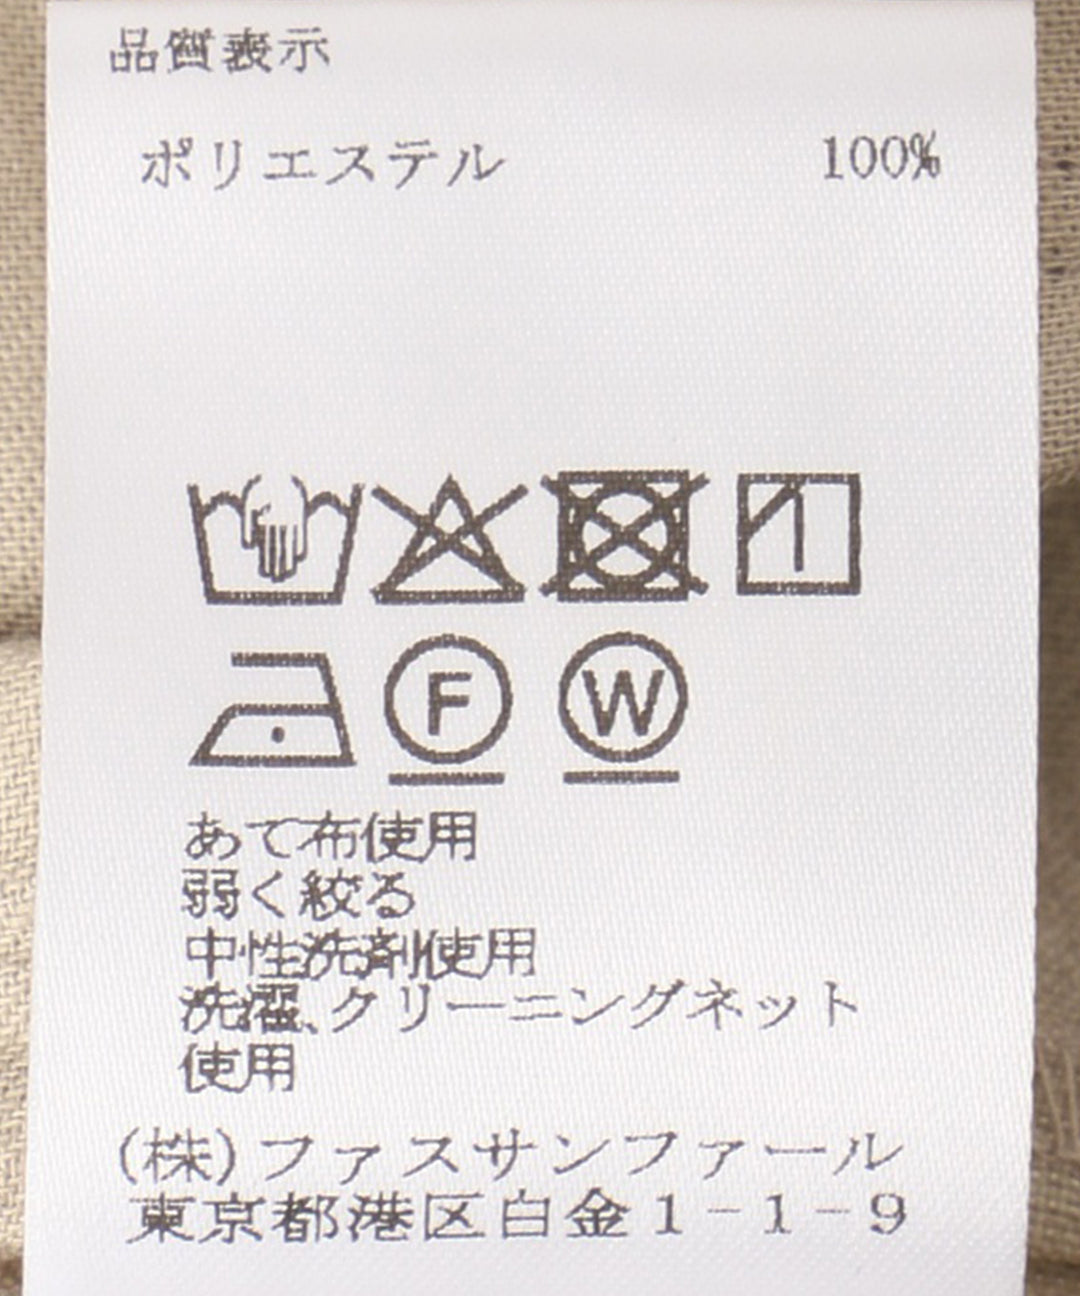 品質表示
ポリエステル 100%
F W
あて布使用
弱く絞る
中性洗剤使用
洗濯、クリーニングネット
使用
(株)ファスサンファール
東京都港区白金1-1-9